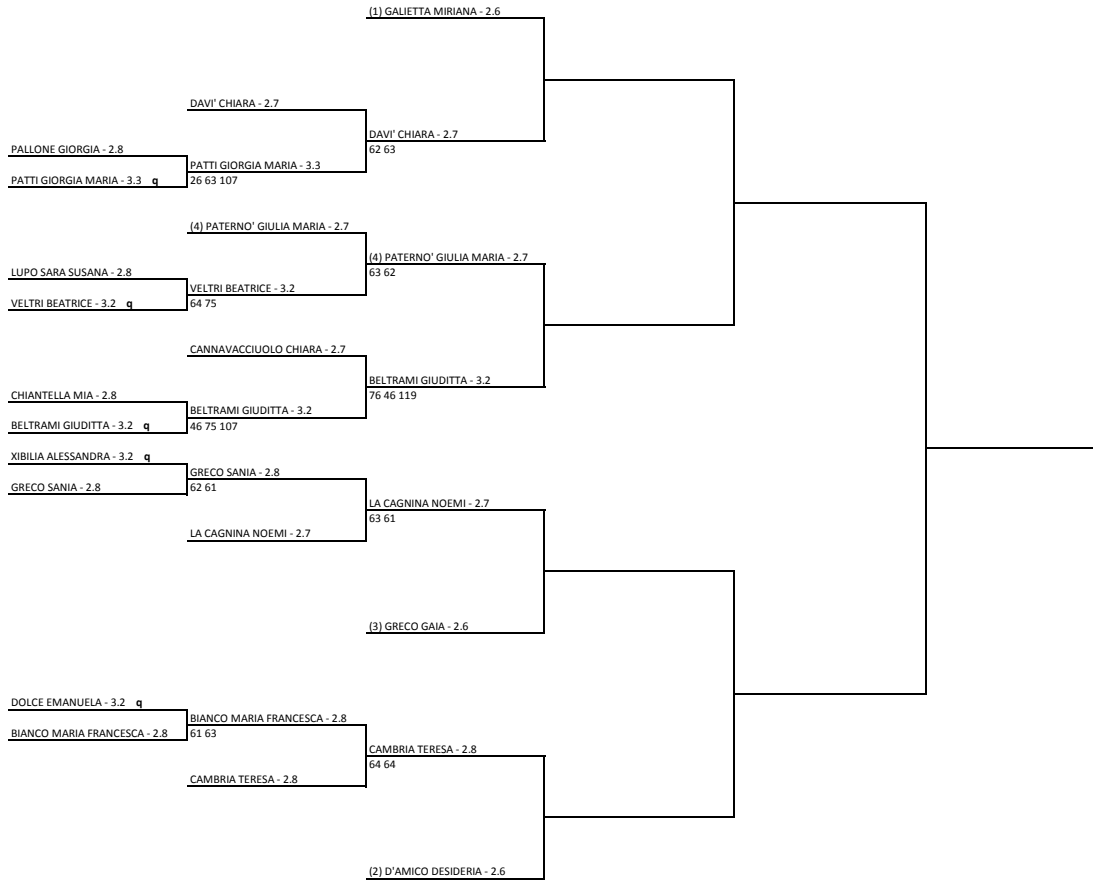 (1) GALIETTA MIRIANA - 2.6
DAVI' CHIARA - 2.7
DAVI' CHIARA - 2.7
62 63
PALLONE GIORGIA - 2.8
PATTI GIORGIA MARIA - 3.3
PATTI GIORGIA MARIA - 3.3 q
26 63 107
(4) PATERNO' GIULIA MARIA - 2.7
(4) PATERNO' GIULIA MARIA - 2.7
63 62
LUPO SARA SUSANA - 2.8
VELTRI BEATRICE - 3.2
VELTRI BEATRICE - 3.2 q
64 75
CANNAVACCIUOLO CHIARA - 2.7
BELTRAMI GIUDITTA - 3.2
76 46 119
CHIANTELLA MIA - 2.8
BELTRAMI GIUDITTA - 3.2
BELTRAMI GIUDITTA - 3.2 q
46 75 107
XIBILIA ALESSANDRA - 3.2 q
GRECO SANIA - 2.8
GRECO SANIA - 2.8
62 61
LA CAGNINA NOEMI - 2.7
63 61
LA CAGNINA NOEMI - 2.7
(3) GRECO GAIA - 2.6
DOLCE EMANUELA - 3.2 q
BIANCO MARIA FRANCESCA - 2.8
BIANCO MARIA FRANCESCA - 2.8
61 63
CAMBRIA TERESA - 2.8
64 64
CAMBRIA TERESA - 2.8
(2) D'AMICO DESIDERIA - 2.6